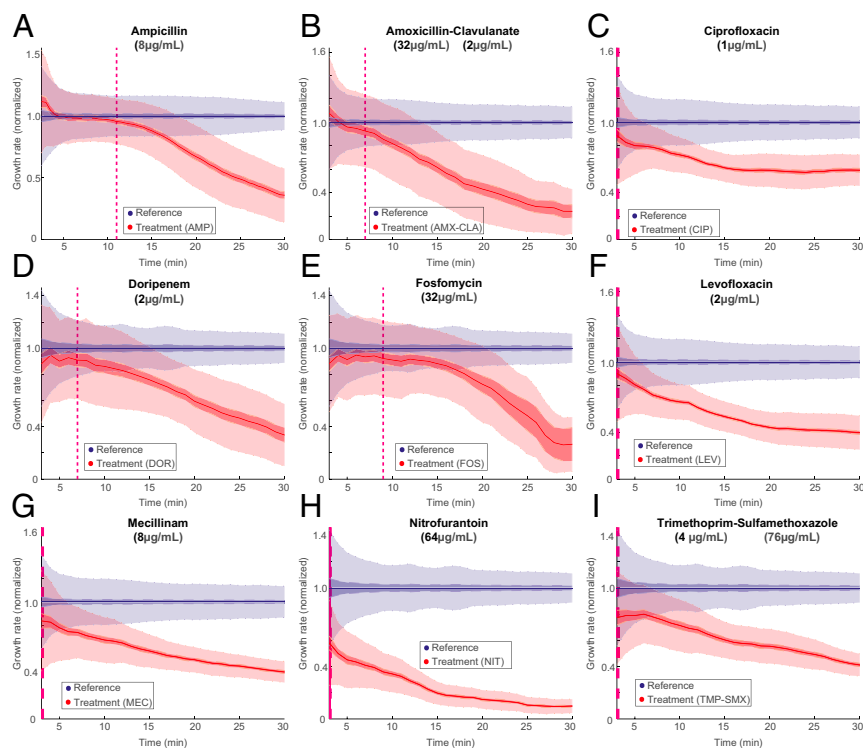 A
Ampicillin
(8µg/mL)
Growth rate (normalized)
1.5
1.0
0.5
0
5 10 15 20 25 30
Time (min)
Reference
Treatment (AMP)
B
Amoxicillin-Clavulanate
(32µg/mL) (2µg/mL)
Growth rate (normalized)
1.6
1.0
0.4
0
5 10 15 20 25 30
Time (min)
Reference
Treatment (AMX-CLA)
C
Ciprofloxacin
(1µg/mL)
Growth rate (normalized)
1.6
1.0
0.4
0
5 10 15 20 25 30
Time (min)
Reference
Treatment (CIP)
D
Doripenem
(2µg/mL)
Growth rate (normalized)
1.4
1.0
0.6
0
5 10 15 20 25 30
Time (min)
Reference
Treatment (DOR)
E
Fosfomycin
(32µg/mL)
Growth rate (normalized)
1.4
1.0
0.6
0
5 10 15 20 25 30
Time (min)
Reference
Treatment (FOS)
F
Levofloxacin
(2µg/mL)
Growth rate (normalized)
1.6
1.0
0.4
0
5 10 15 20 25 30
Time (min)
Reference
Treatment (LEV)
G
Mecillinam
(8µg/mL)
Growth rate (normalized)
1.6
1.0
0.4
0
5 10 15 20 25 30
Time (min)
Reference
Treatment (MEC)
H
Nitrofurantoin
(64µg/mL)
Growth rate (normalized)
1.4
1.0
0.4
0
5 10 15 20 25 30
Time (min)
Reference
Treatment (NIT)
I
Trimethoprim-Sulfamethoxazole
(4 µg/mL) (76µg/mL)
Growth rate (normalized)
1.4
1.0
0.4
0
5 10 15 20 25 30
Time (min)
Reference
Treatment (TMP-SMX)